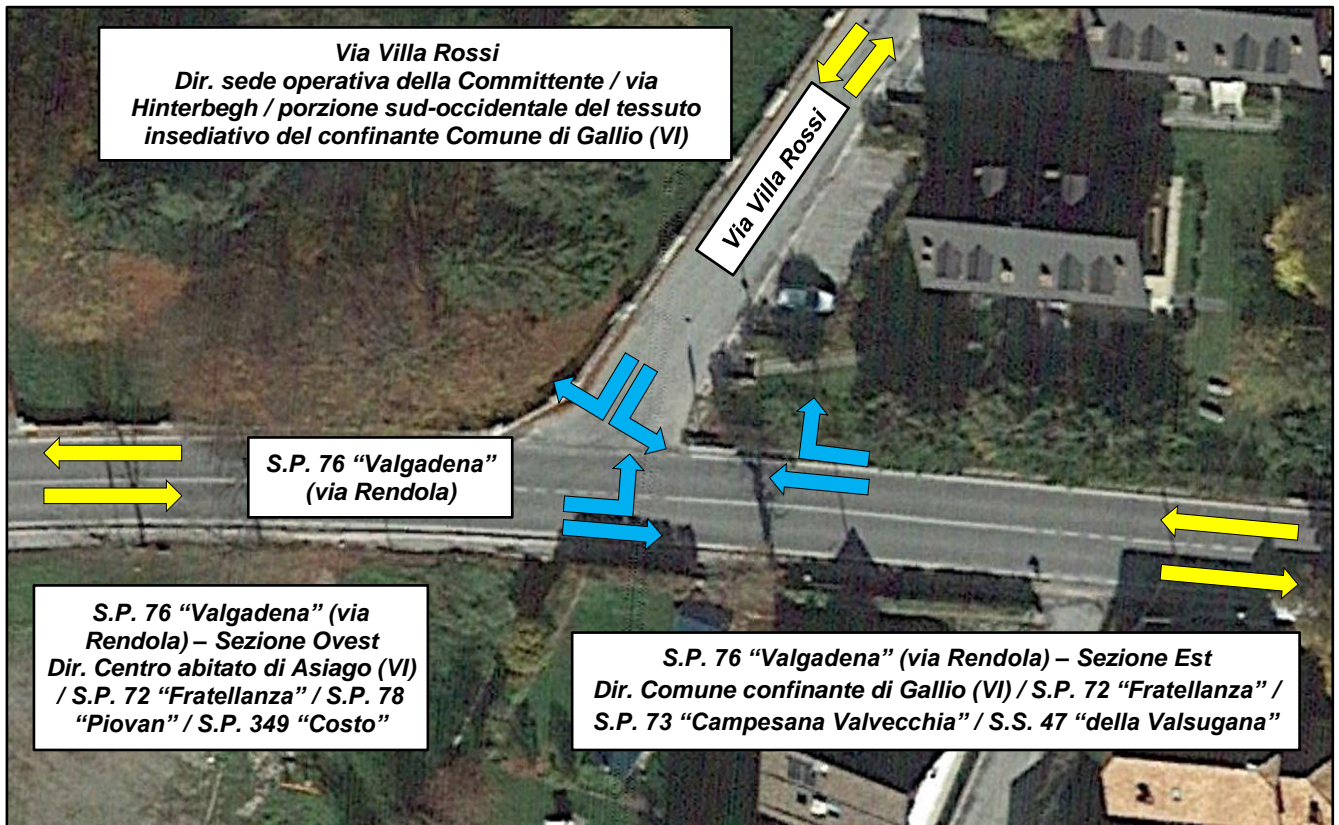 Via Villa Rossi
Dir. sede operativa della Committente / via
Hinterbegh / porzione sud-occidentale del tessuto
insediativo del confinante Comune di Gallio (VI)
Via Villa Rossi
S.P. 76 “Valgadena”
(via Rendola)
S.P. 76 “Valgadena” (via
Rendola) – Sezione Ovest
Dir. Centro abitato di Asiago (VI)
/ S.P. 72 “Fratellanza” / S.P. 78
“Piovan” / S.P. 349 “Costo”
S.P. 76 “Valgadena” (via Rendola) – Sezione Est
Dir. Comune confinante di Gallio (VI) / S.P. 72 “Fratellanza” /
S.P. 73 “Campesana Valvecchia” / S.S. 47 “della Valsugana”